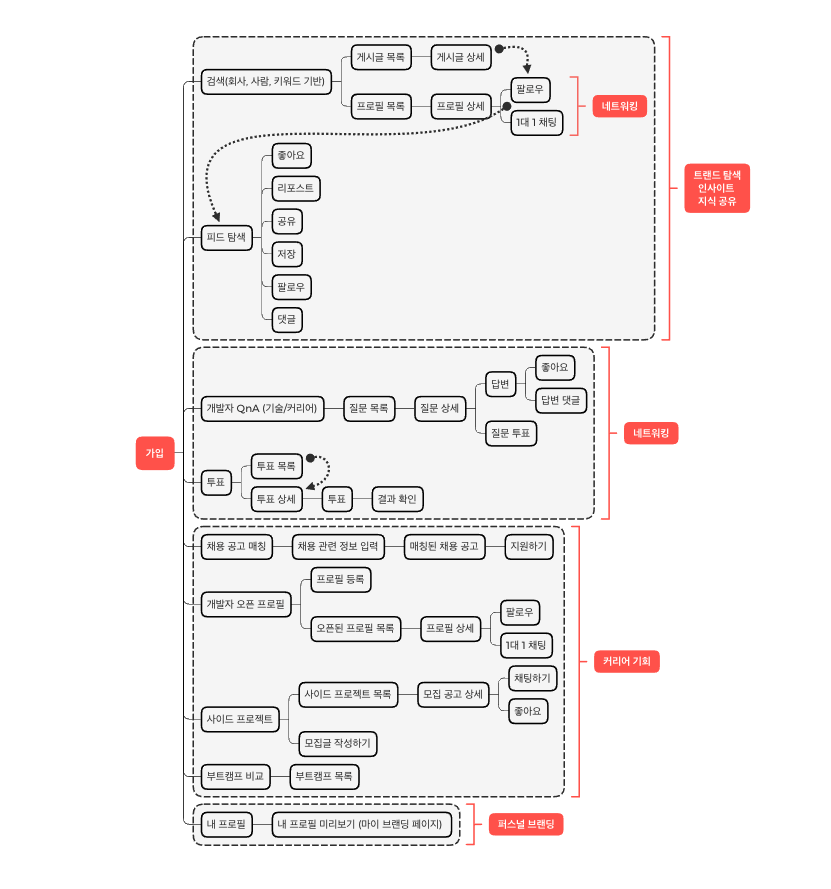 검색(회사, 사람, 키워드 기반)
게시글 목록
게시글 상세
프로필 목록
프로필 상세
팔로우
1대 1 채팅
네트워킹
피드 탐색
좋아요
리포스트
공유
저장
팔로우
댓글
트랜드 탐색
인사이트
지식 공유
가입
개발자 QnA (기술/커리어)
질문 목록
질문 상세
답변
좋아요
답변 댓글
질문 투표
투표
투표 목록
투표 상세
투표
결과 확인
네트워킹
채용 공고 매칭
채용 관련 정보 입력
매칭된 채용 공고
지원하기
개발자 오픈 프로필
프로필 등록
오픈된 프로필 목록
프로필 상세
팔로우
1대 1 채팅
사이드 프로젝트
사이드 프로젝트 목록
모집 공고 상세
채팅하기
좋아요
모집글 작성하기
부트캠프 비교
부트캠프 목록
커리어 기회
내 프로필
내 프로필 미리보기 (마이 브랜딩 페이지)
퍼스널 브랜딩